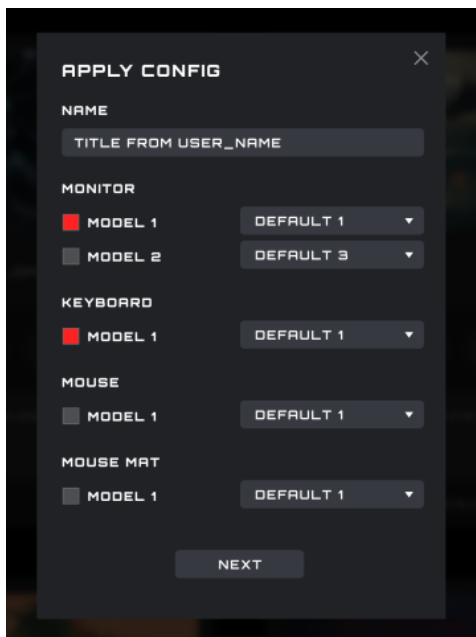 APPLY CONFIG
NAME
TITLE FROM USER_NAME
MONITOR
MODEL 1 DEFAULT 1
MODEL 2 DEFAULT 3
KEYBOARD
MODEL 1 DEFAULT 1
MOUSE
MODEL 1 DEFAULT 1
MOUSE MAT
MODEL 1 DEFAULT 1
NEXT